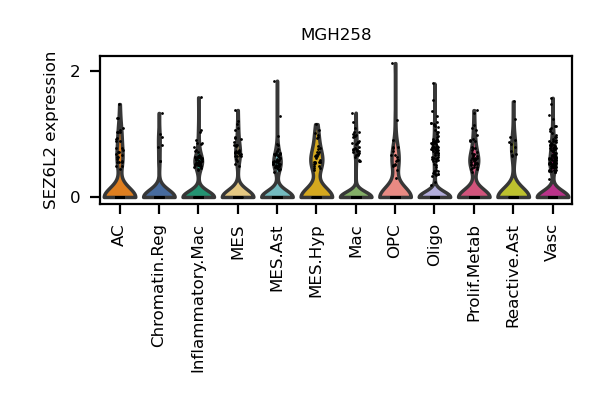 MGH258
SEZ6L2 expression
2
0
AC
Chromatin.Reg
Inflammatory.Mac
MES
MES.Ast
MES.Hyp
Mac
OPC
Oligo
Prolif.Metab
Reactive.Ast
Vasc